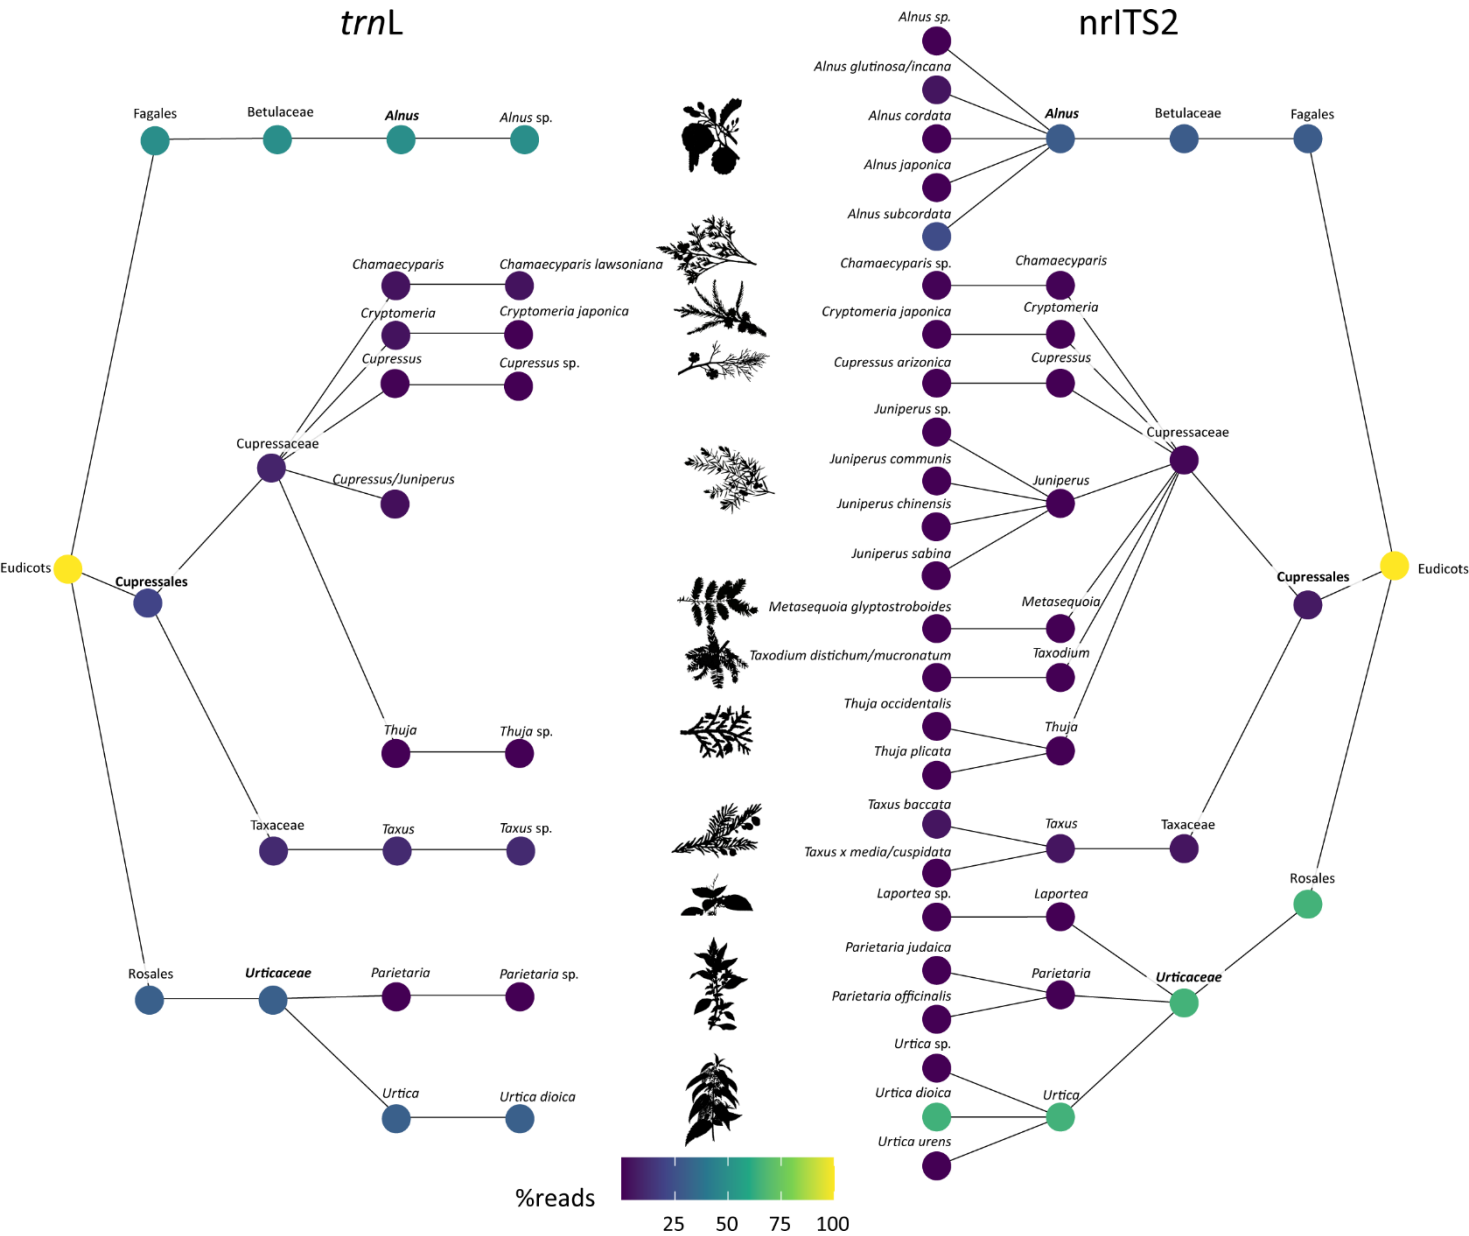 trnL
nrITS2
Fagales
Betulaceae
Alnus
Alnus sp.
Chamaecyparis
Chamaecyparis lawsoniana
Cryptomeria
Cryptomeria japonica
Cupressus
Cupressus sp.
Cupressaceae
Cupressus/Juniperus
Eudicots
Cupressales
Thuja
Thuja sp.
Taxaceae
Taxus
Taxus sp.
Rosales
Urticaceae
Parietaria
Parietaria sp.
Urtica
Urtica dioica
Alnus sp.
Alnus glutinosa/incana
Alnus cordata
Alnus japonica
Alnus subcordata
Alnus
Betulaceae
Fagales
Chamaecyparis sp.
Chamaecyparis
Cryptomeria japonica
Cryptomeria
Cupressus arizonica
Cupressus
Juniperus sp.
Juniperus communis
Juniperus chinensis
Juniperus sabina
Juniperus
Cupressaceae
Metasequoia glyptostroboides
Metasequoia
Taxodium distichum/mucronatum
Taxodium
Thuja occidentalis
Thuja plicata
Thuja
Cupressales
Eudicots
Taxus baccata
Taxus x media/cuspidata
Taxus
Taxaceae
Laportea sp.
Laportea
Rosales
Parietaria judaica
Parietaria officinalis
Parietaria
Urticaceae
Urtica sp.
Urtica dioica
Urtica urens
Urtica
%reads
25 50 75 100